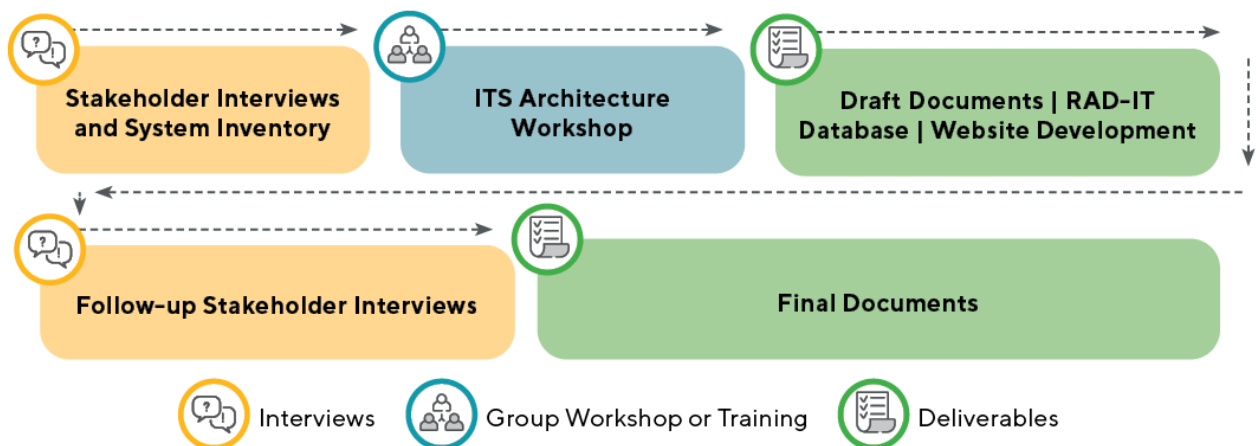 Stakeholder Interviews
and System Inventory
ITS Architecture
Workshop
Draft Documents | RAD-IT
Database | Website Development
Follow-up Stakeholder Interviews
Final Documents
Interviews
Group Workshop or Training
Deliverables